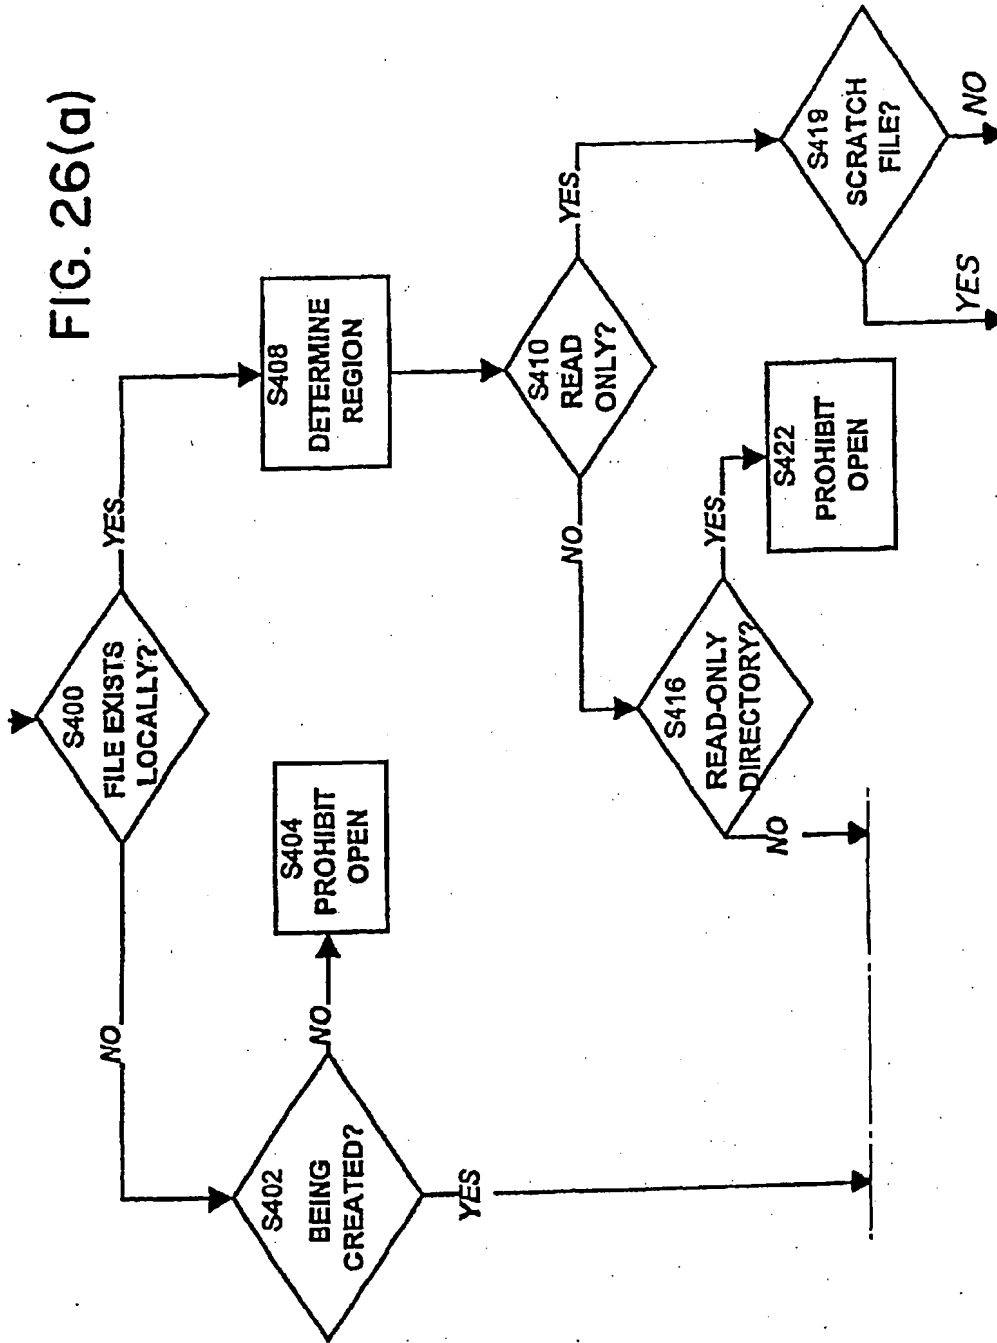 FIG. 26(a)
S400
FILE EXISTS
LOCALLY?
NO
YES
S402
BEING
CREATED?
NO
YES
S404
PROHIBIT
OPEN
S408
DETERMINE
REGION
S410
READ
ONLY?
NO
YES
S416
READ-ONLY
DIRECTORY?
NO
YES
S422
PROHIBIT
OPEN
S419
SCRATCH
FILE?
YES
NO